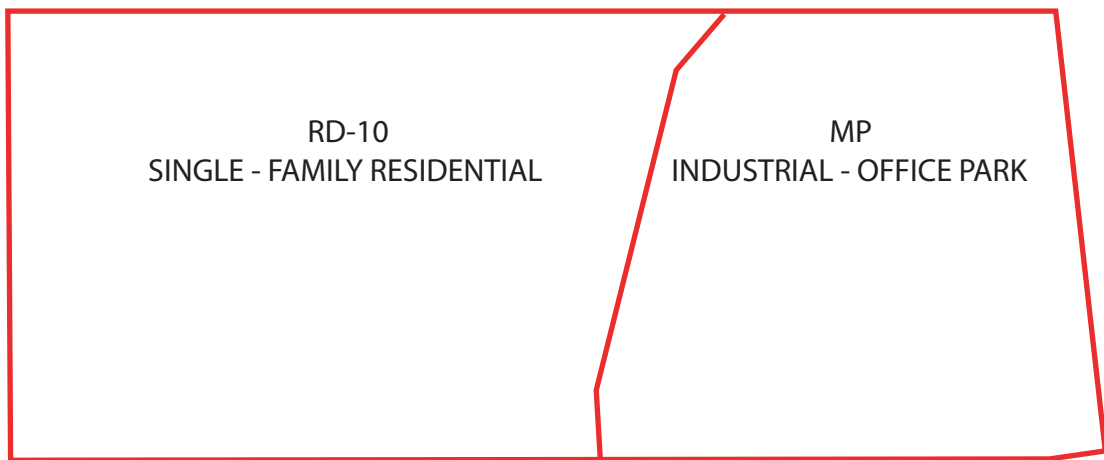 RD-10
SINGLE - FAMILY RESIDENTIAL
MP
INDUSTRIAL - OFFICE PARK